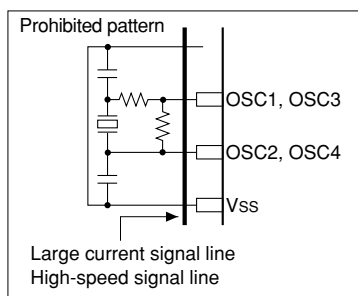 Prohibited pattern
OSC1, OSC3
OSC2, OSC4
Vss
Large current signal line
High-speed signal line